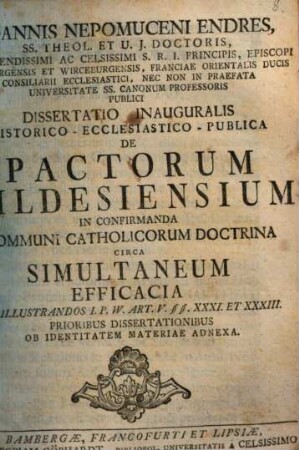 ANNIS NEPOMUCENI ENDRES,
SS. THEOL. ET U. J. DOCTORIS,
ENDISSIMI AC CELSISSIMI S. R. I. PRINCIPIS, EPISCOPI
RGENSIS ET WIRCEBURGENSIS, FRANCIAE ORIENTALIS DUCIS
CONSILIARII ECCLESIASTICI, NEC NON IN PRAEFATA
UNIVERSITATE SS. CANONUM PROFESSORIS
PUBLICI
DISSERTATIO INAUGURALIS
ISTORICO - ECCLESIASTICO - PUBLICA
DE
PACTORUM
ILDESIENSIUM
IN CONFIRMANDA
OMMUNI CATHOLICORUM DOCTRINA
CIRCA
SIMULTANEUM
EFFICACIA
ILLUSTRANDOS I. P. W. ART. V. §§. XXXI. ET XXXIII.
PRIORIBUS DISSERTATIONIBUS
OB IDENTITATEM MATERIAE ADNEXA.
BAMBERGÆ, FRANCOFURTI ET LIPSIÆ,
GÖBHARDT UNIVERSITATIS A CELSISSIMO